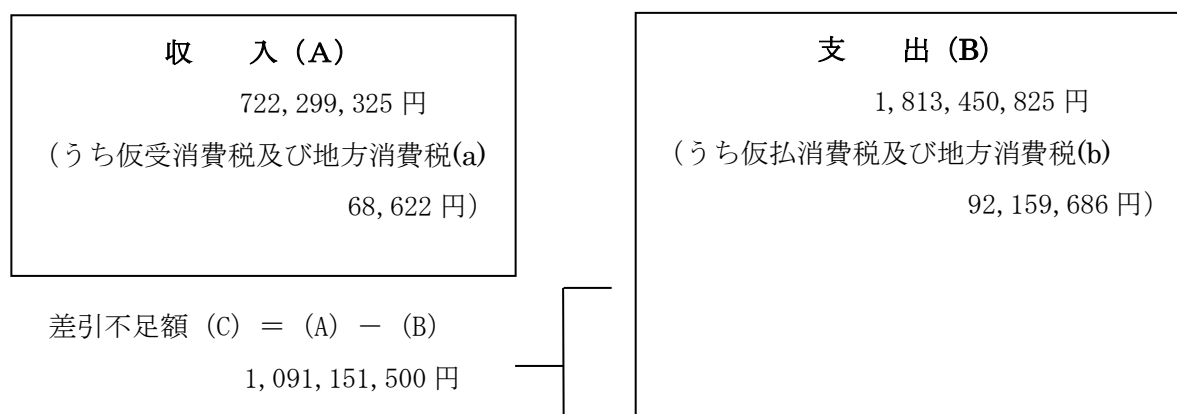 収　　入（A）
722,299,325 円
（うち仮受消費税及び地方消費税(a)
68,622 円）
支　　出（B）
1,813,450,825 円
（うち仮払消費税及び地方消費税(b)
92,159,686 円）
差引不足額（C）＝（A）－（B）
1,091,151,500 円